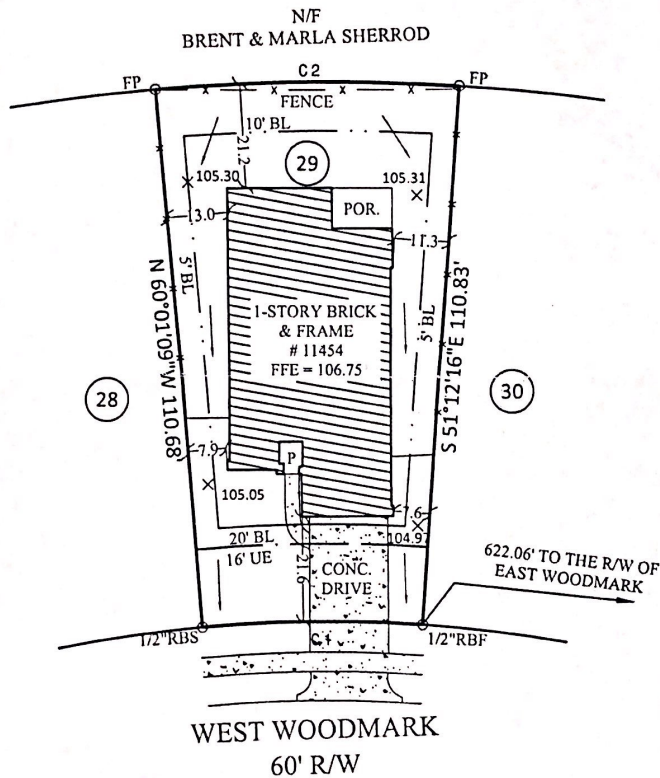 N/F
BRENT & MARLA SHERROD
C 2
FP
FP
FENCE
10' BL
21.2
29
105.30
105.31
POR.
13.0
11.3
5' BL
5' BL
N 60°01'09"W 110.68
S 51°12'16"E 110.83'
1-STORY BRICK
& FRAME
# 11454
FFE = 106.75
28
30
7.9
P
105.05
7.6
20' BL
104.97
16' UE
21.6
CONC.
DRIVE
622.06' TO THE R/W OF
EAST WOODMARK
1/2"RBS
C 1
1/2"RBF
WEST WOODMARK
60' R/W